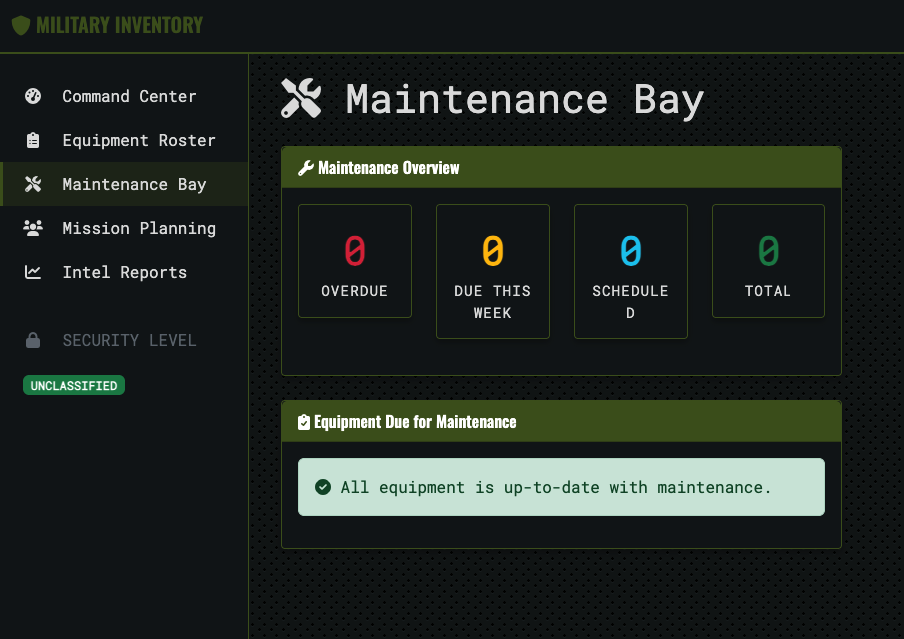 MILITARY INVENTORY
Command Center
Equipment Roster
Maintenance Bay
Mission Planning
Intel Reports
SECURITY LEVEL
UNCLASSIFIED
Maintenance Bay
Maintenance Overview
0
OVERDUE
0
DUE THIS
WEEK
0
SCHEDULE
D
0
TOTAL
Equipment Due for Maintenance
All equipment is up-to-date with maintenance.